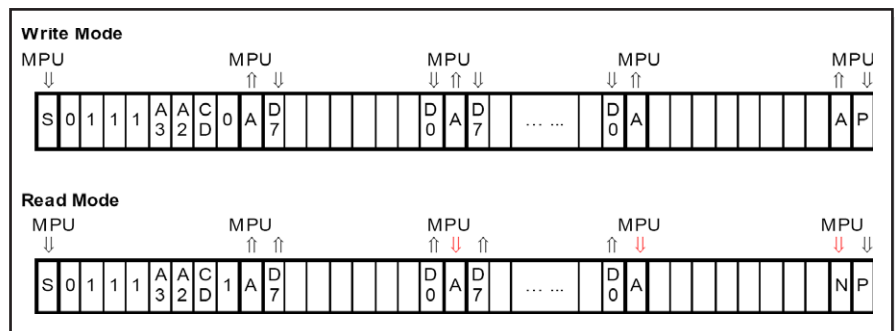 Write Mode
MPU MPU MPU MPU MPU
⇓ ⇑ ⇓ ⇓ ⇑ ⇓ ⇓ ⇑ ⇑ ⇓
S 0 1 1 1 A3 A2 CD 0 A D7 D0 A D7 ... ... D0 A A P
Read Mode
MPU MPU MPU MPU MPU
⇓ ⇑ ⇑ ⇑ ⇓ ⇑ ⇑ ⇓ ⇓ ⇓
S 0 1 1 1 A3 A2 CD 1 A D7 D0 A D7 ... ... D0 A N P